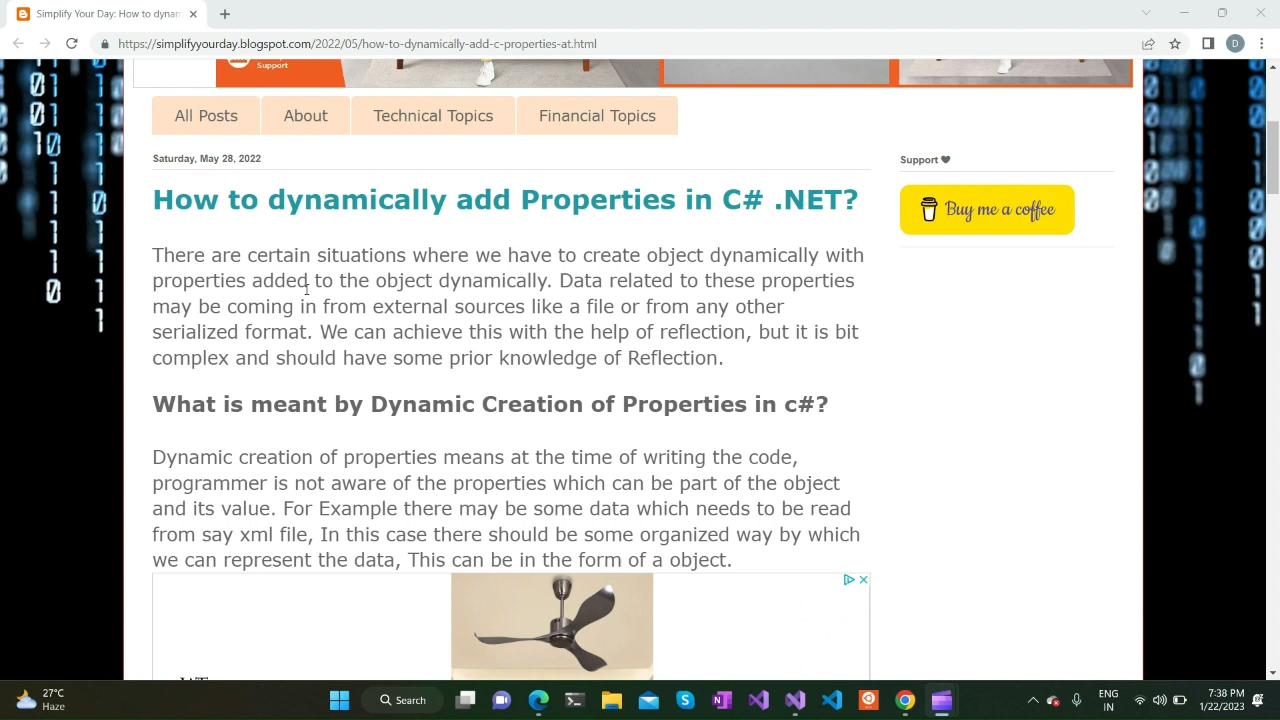 Simplify Your Day: How to dynam
https://simplifyyourday.blogspot.com/2022/05/how-to-dynamically-add-c-properties-at.html
D
Support
All Posts
About
Technical Topics
Financial Topics
Saturday, May 28, 2022
Support
How to dynamically add Properties in C# .NET?
Buy me a coffee
There are certain situations where we have to create object dynamically with
properties added to the object dynamically. Data related to these properties
may be coming in from external sources like a file or from any other
serialized format. We can achieve this with the help of reflection, but it is bit
complex and should have some prior knowledge of Reflection.
What is meant by Dynamic Creation of Properties in c#?
Dynamic creation of properties means at the time of writing the code,
programmer is not aware of the properties which can be part of the object
and its value. For Example there may be some data which needs to be read
from say xml file, In this case there should be some organized way by which
we can represent the data, This can be in the form of a object.
27°C
Haze
Search
ENG
IN
7:38 PM
1/22/2023